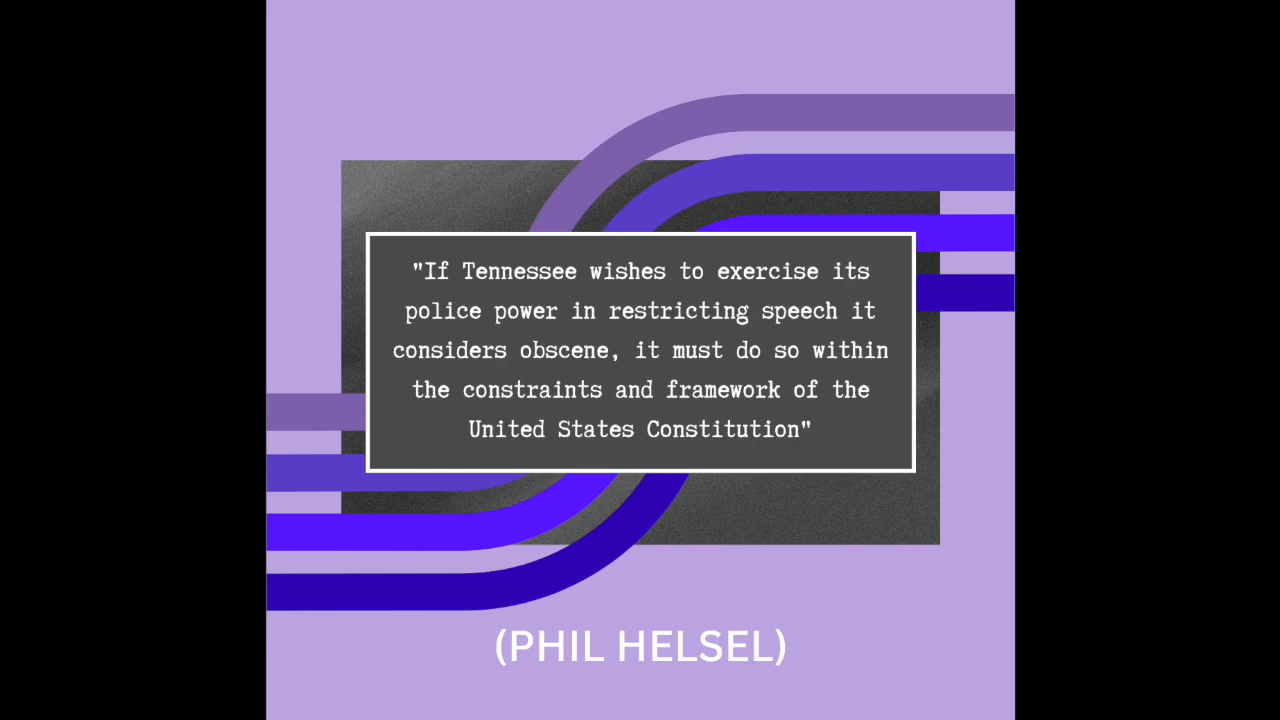 "If Tennessee wishes to exercise its
police power in restricting speech it
considers obscene, it must do so within
the constraints and framework of the
United States Constitution"
(PHIL HELSEL)